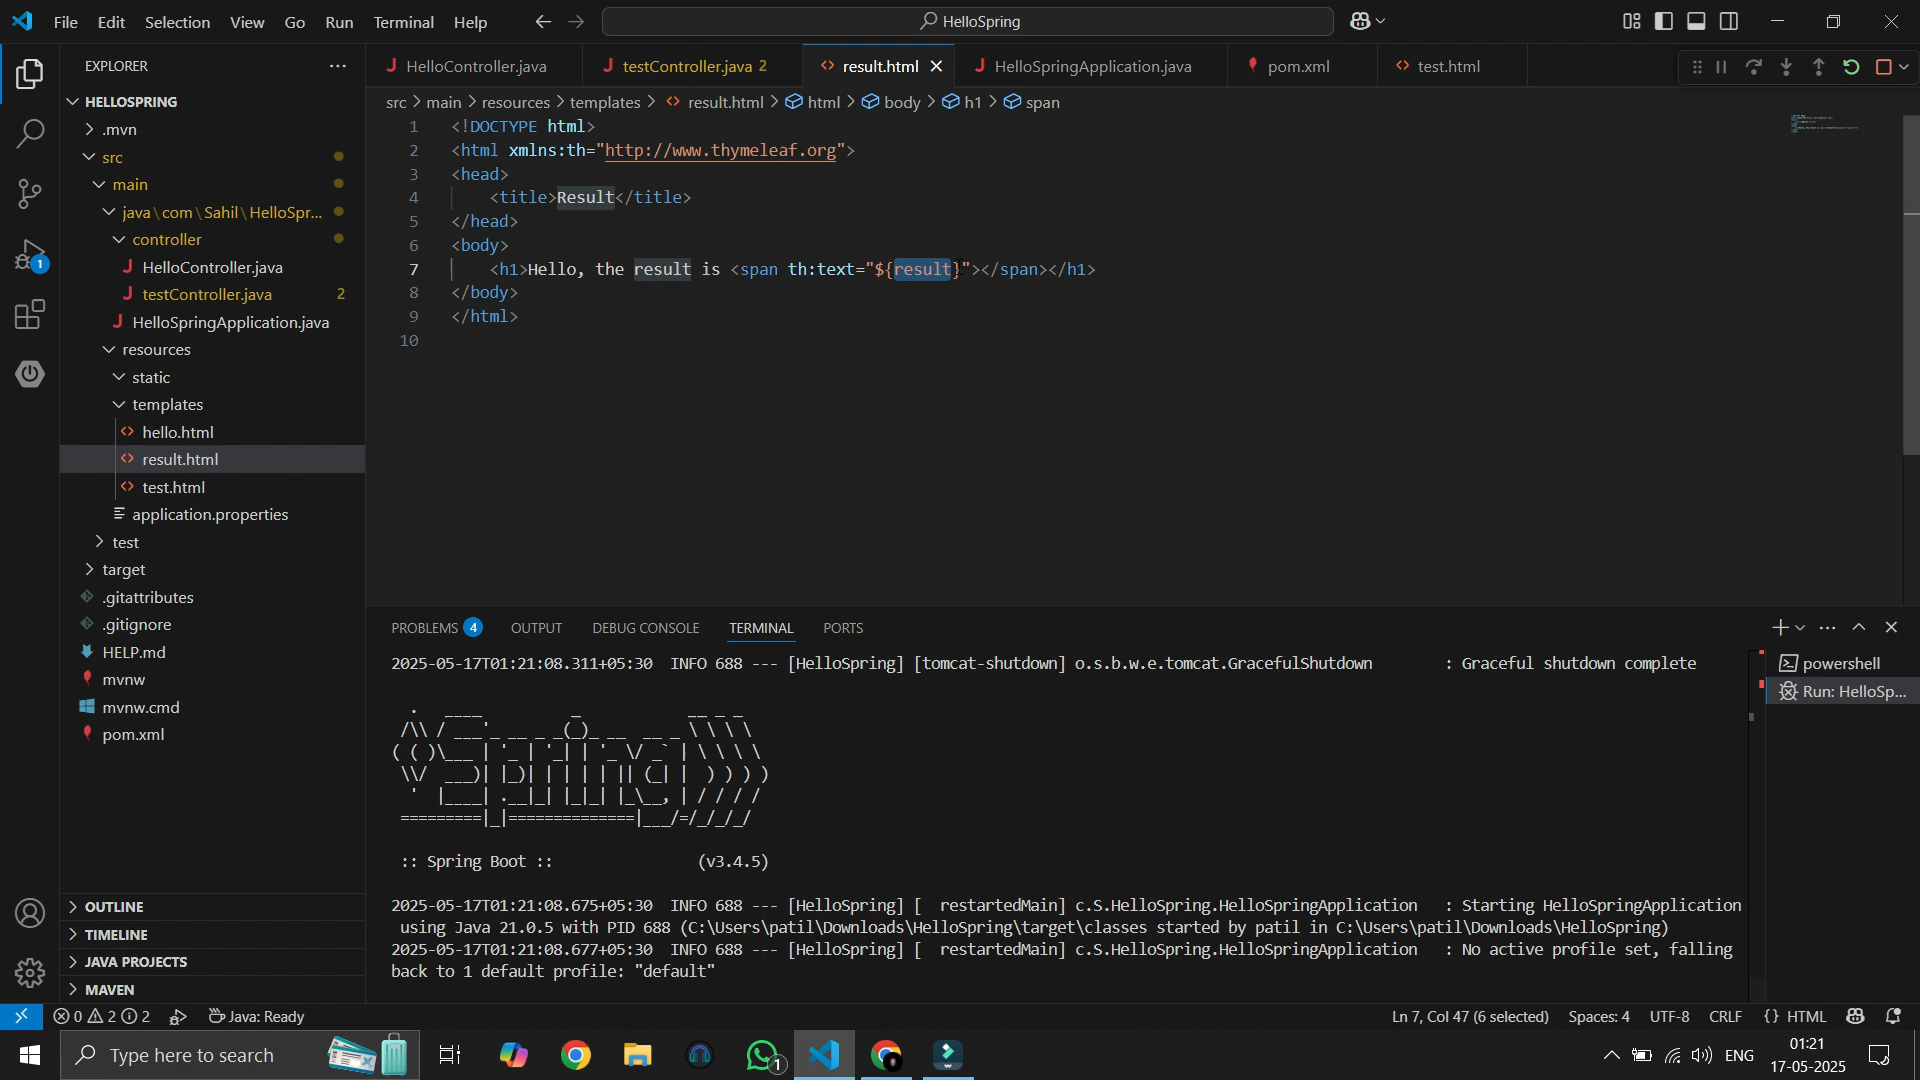 File Edit Selection View Go Run Terminal Help
HelloSpring
EXPLORER
HELLOSPRING
.mvn
src
main
java\com\Sahil\HelloSpr...
controller
HelloController.java
testController.java 2
HelloSpringApplication.java
resources
static
templates
hello.html
result.html
test.html
application.properties
test
target
.gitattributes
.gitignore
HELP.md
mvnw
mvnw.cmd
pom.xml
OUTLINE
TIMELINE
JAVA PROJECTS
MAVEN
HelloController.java testController.java 2 result.html HelloSpringApplication.java pom.xml test.html
src > main > resources > templates > result.html > html > body > h1 > span
1 <!DOCTYPE html>
2 <html xmlns:th="http://www.thymeleaf.org">
3 <head>
4 <title>Result</title>
5 </head>
6 <body>
7 <h1>Hello, the result is <span th:text="${result}"></span></h1>
8 </body>
9 </html>
10
PROBLEMS 4 OUTPUT DEBUG CONSOLE TERMINAL PORTS
powershell
Run: HelloSp...
2025-05-17T01:21:08.311+05:30 INFO 688 --- [HelloSpring] [tomcat-shutdown] o.s.b.w.e.tomcat.GracefulShutdown : Graceful shutdown complete
Spring
:: Spring Boot :: (v3.4.5)
2025-05-17T01:21:08.675+05:30 INFO 688 --- [HelloSpring] [ restartedMain] c.S.HelloSpring.HelloSpringApplication : Starting HelloSpringApplication
using Java 21.0.5 with PID 688 (C:\Users\patil\Downloads\HelloSpring\target\classes started by patil in C:\Users\patil\Downloads\HelloSpring)
2025-05-17T01:21:08.677+05:30 INFO 688 --- [HelloSpring] [ restartedMain] c.S.HelloSpring.HelloSpringApplication : No active profile set, falling
back to 1 default profile: "default"
0 2 2 Java: Ready Ln 7, Col 47 (6 selected) Spaces: 4 UTF-8 CRLF {} HTML
Type here to search
1
1
ENG
01:21
17-05-2025